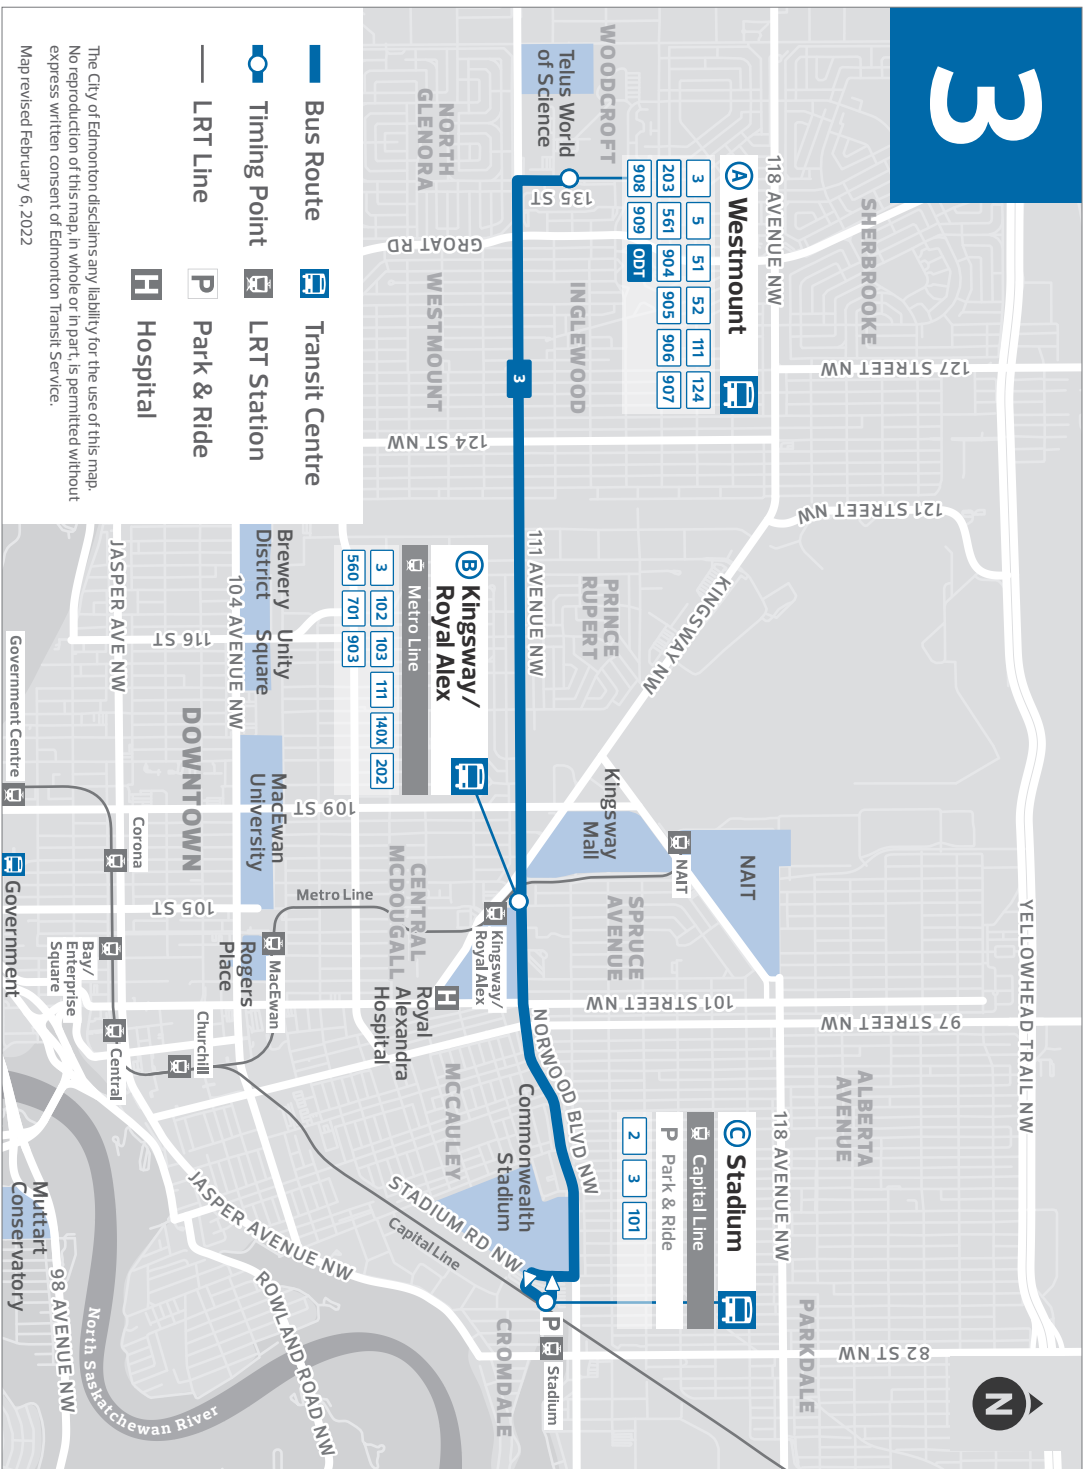 3
WOODCROFT
Telus World
of Science
NORTH
GLENORA
135 ST
GROAT RD
WESTMOUNT
INGLEWOOD
SHERBROOKE
118 AVENUE NW
127 STREET NW
124 ST NW
121 STREET NW
A Westmount
3 5 51 52 111 124
203 561 904 905 906 907
908 909 ODT
3
111 AVENUE NW
PRINCE
RUPERT
KINGSWAY NW
Kingsway
Mall
NAIT
NAIT
SPRUCE
AVENUE
YELLOWHEAD TRAIL NW
B Kingsway/
Royal Alex
Metro Line
3 102 103 111 140X 202
560 701 903
Brewery
District
Unity
Square
104 AVENUE NW
116 ST
JASPER AVE NW
DOWNTOWN
MacEwan
University
109 ST
105 ST
Metro Line
CENTRAL
MCDOUGALL
Kingsway/
Royal Alex
H
Royal
Alexandra
Hospital
101 STREET NW
97 STREET NW
Rogers
Place
MacEwan
Churchill
Central
Bay/
Enterprise
Square
Corona
Government Centre
Government
NORWOOD BLVD NW
ALBERTA
AVENUE
118 AVENUE NW
MCCAULEY
Commonwealth
Stadium
STADIUM RD NW
Capital Line
C Stadium
Capital Line
P Park & Ride
2 3 101
P
Stadium
PARKDALE
82 ST NW
CROMDALE
JASPER AVENUE NW
ROWLAND ROAD NW
North Saskatchewan River
Muttart
Conservatory
98 AVENUE NW
N
Bus Route
Timing Point
LRT Line
Transit Centre
LRT Station
P Park & Ride
H Hospital
The City of Edmonton disclaims any liability for the use of this map.
No reproduction of this map, in whole or in part, is permitted without
express written consent of Edmonton Transit Service.
Map revised February 6, 2022